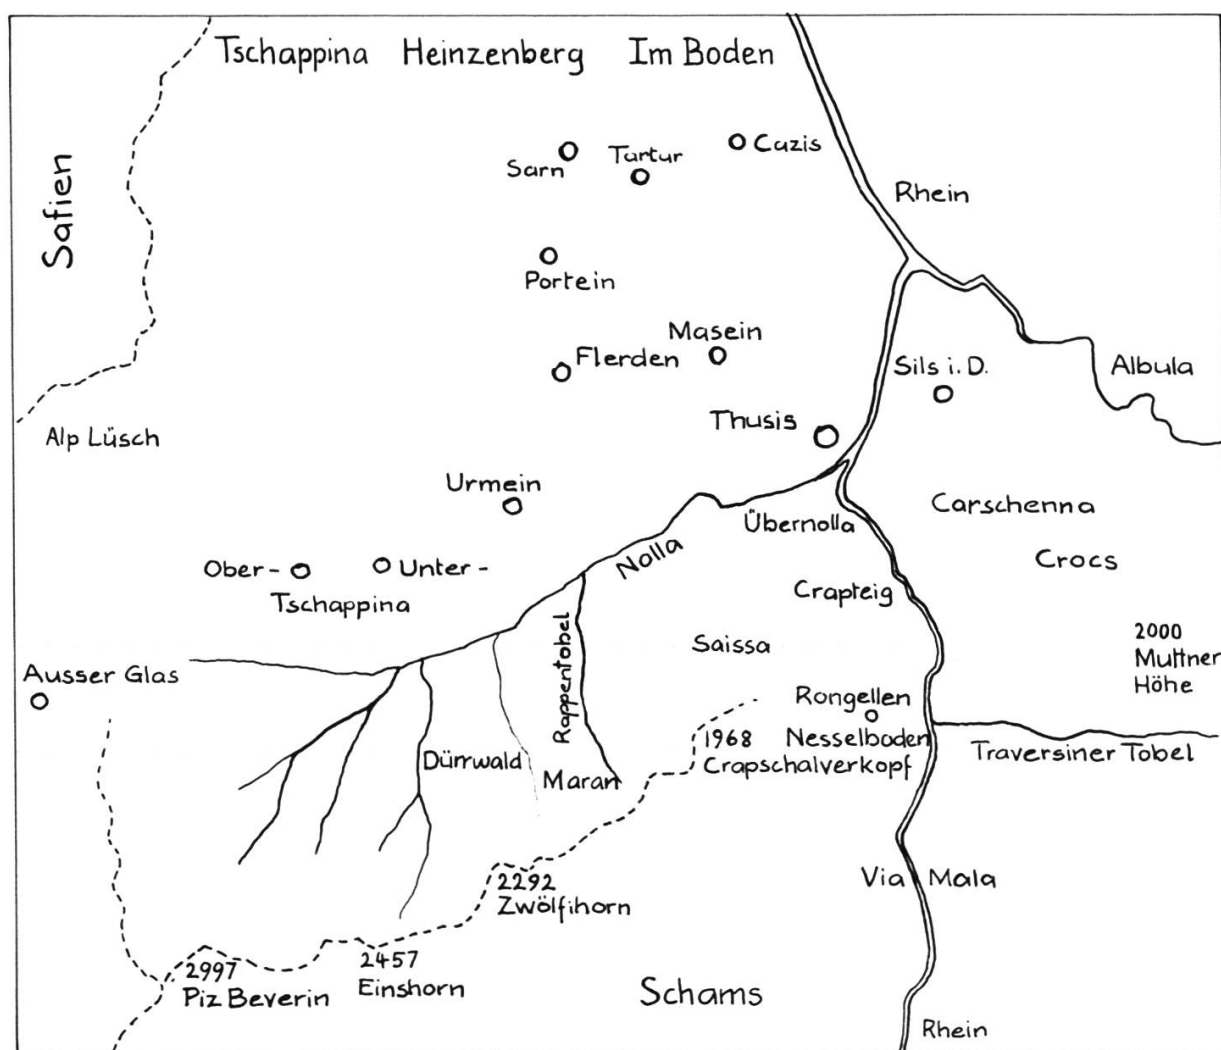 Tschappina Heinzenberg Im Boden
Safien
Sarn
Tartur
Cazis
Rhein
Portein
Masein
Flerden
Sils i. D.
Albula
Thusis
Alp Lüsch
Urmein
Carschenna
Übernolla
Nolla
Crocs
Ober-
Unter-
Tschappina
Crapteig
Rappentobel
Saissa
2000
Muttner
Höhe
Ausser Glas
Rongellen
1968 Nesselboden
Crapschalverkopf
Traversiner Tobel
Dürrwald
Maran
Via Mala
2292
Zwölfihorn
2457
Einshorn
2997
Piz Beverin
Schams
Rhein